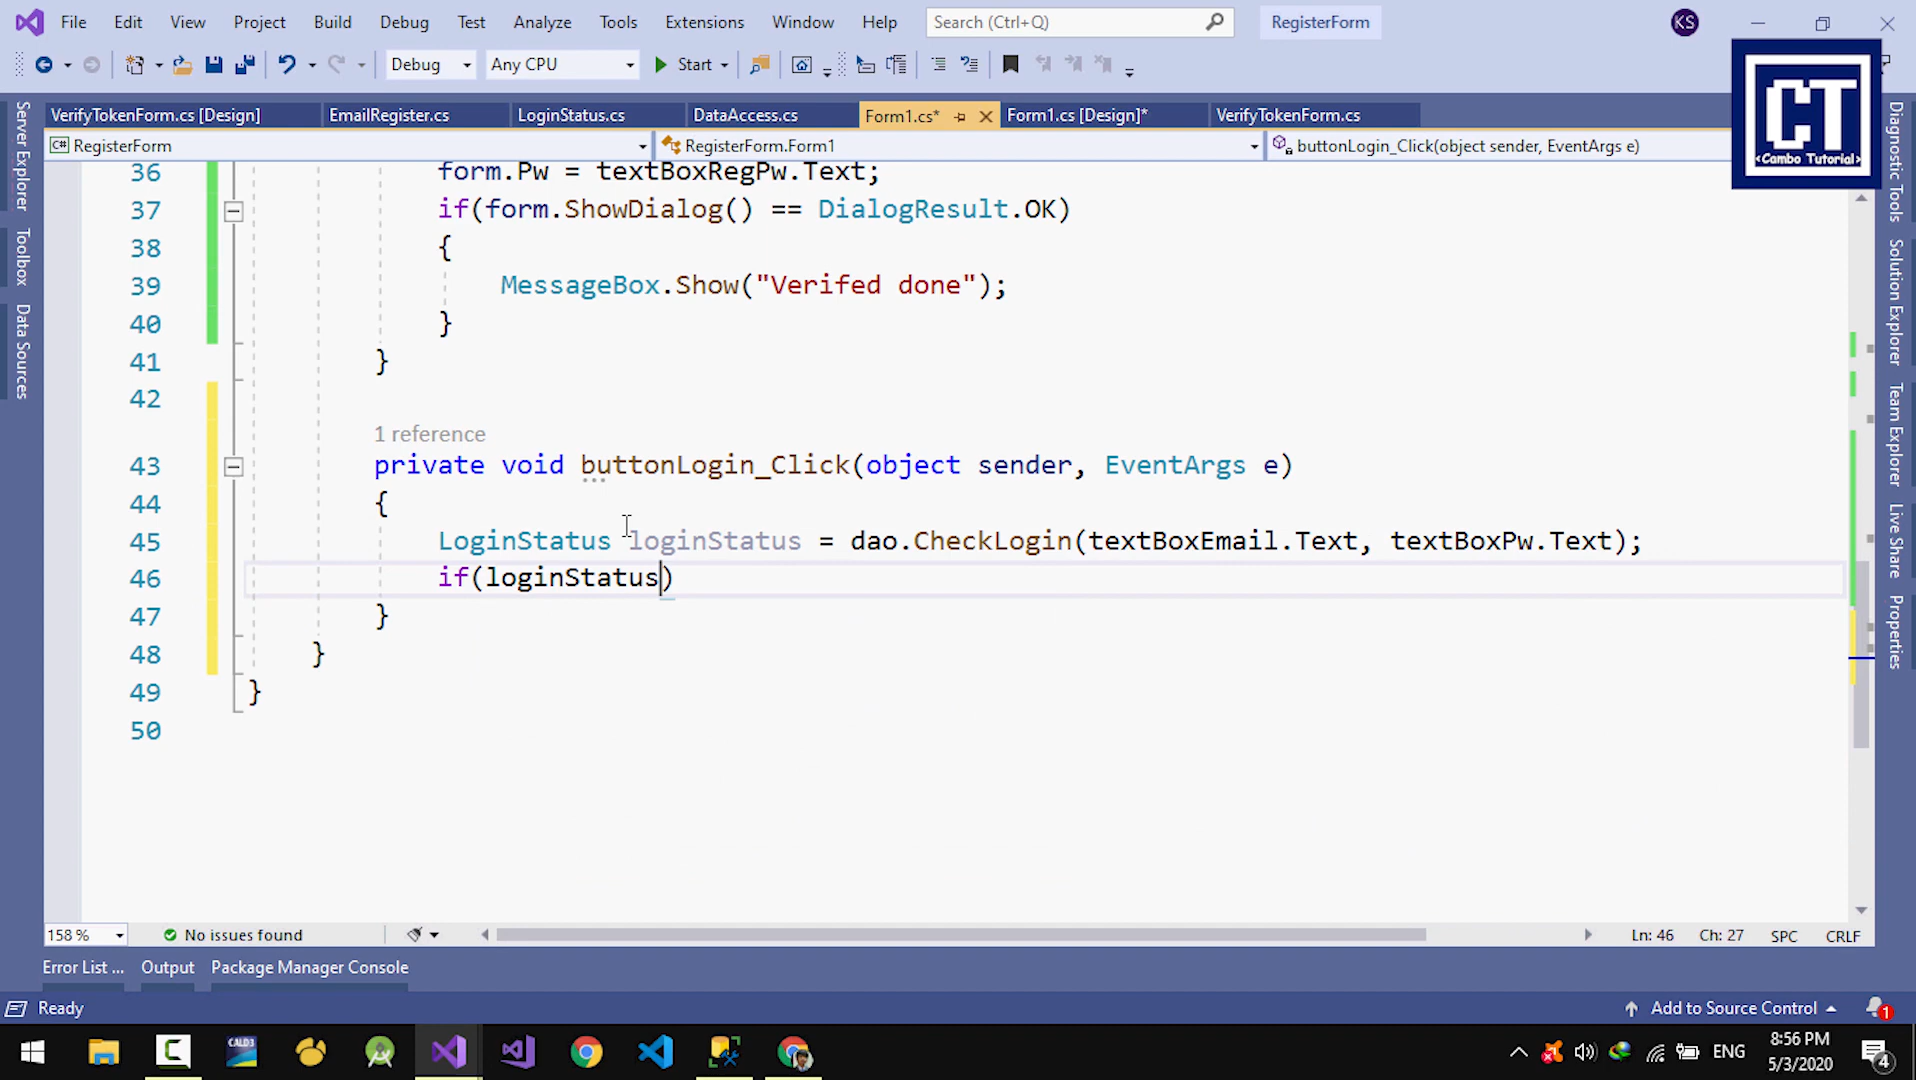 File Edit View Project Build Debug Test Analyze Tools Extensions Window Help Search (Ctrl+Q) RegisterForm KS
Debug Any CPU Start
CT
<Cambo Tutorial>
VerifyTokenForm.cs [Design] EmailRegister.cs LoginStatus.cs DataAccess.cs Form1.cs* Form1.cs [Design]* VerifyTokenForm.cs
C# RegisterForm RegisterForm.Form1 buttonLogin_Click(object sender, EventArgs e)
Server Explorer
Toolbox
Data Sources
36 form.Pw = textBoxRegPw.Text;
37 if(form.ShowDialog() == DialogResult.OK)
38 {
39 MessageBox.Show("Verifed done");
40 }
41 }
42
1 reference
43 private void buttonLogin_Click(object sender, EventArgs e)
44 {
45 LoginStatus loginStatus = dao.CheckLogin(textBoxEmail.Text, textBoxPw.Text);
46 if(loginStatus)
47 }
48 }
49 }
50
Diagnostic Tools
Solution Explorer
Team Explorer
Live Share
Properties
158 % No issues found Ln: 46 Ch: 27 SPC CRLF
Error List ... Output Package Manager Console
Ready Add to Source Control 1
C CALD3 ENG 8:56 PM
5/3/2020 4